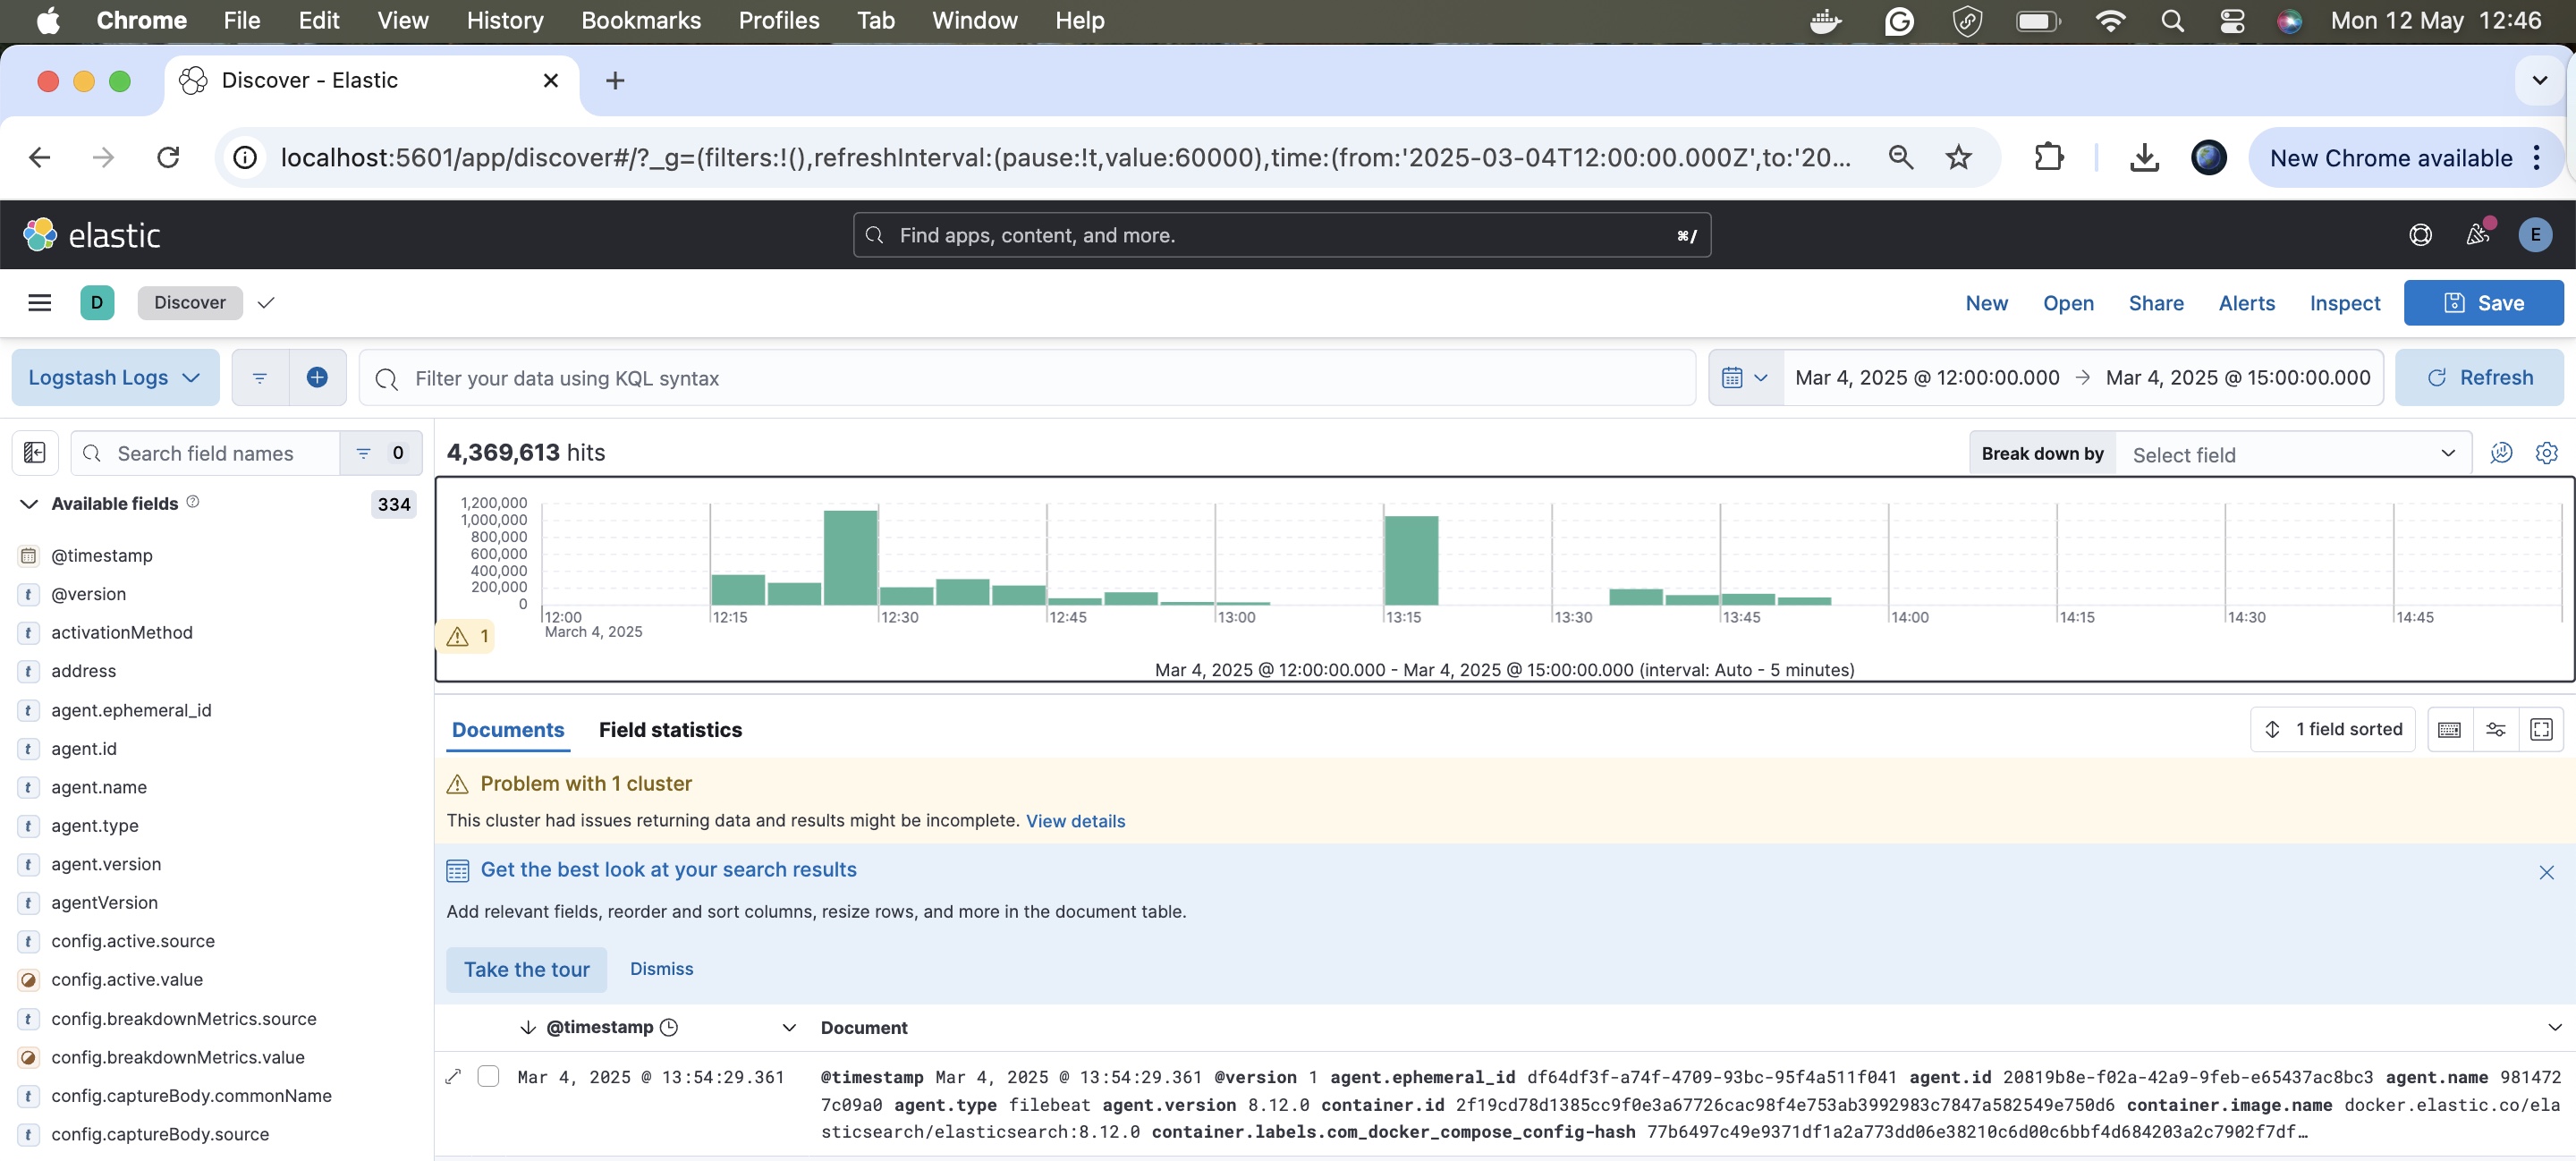 Chrome File Edit View History Bookmarks Profiles Tab Window Help Mon 12 May 12:46
Discover - Elastic
localhost:5601/app/discover#/?_g=(filters:!(),refreshInterval:(pause:!t,value:60000),time:(from:'2025-03-04T12:00:00.000Z',to:'20... New Chrome available
elastic Find apps, content, and more. ⌘/ E
D Discover New Open Share Alerts Inspect Save
Logstash Logs Filter your data using KQL syntax Mar 4, 2025 @ 12:00:00.000 → Mar 4, 2025 @ 15:00:00.000 Refresh
Search field names 0
4,369,613 hits
Break down by Select field
Available fields 334
@timestamp
@version
activationMethod
address
agent.ephemeral_id
agent.id
agent.name
agent.type
agent.version
agentVersion
config.active.source
config.active.value
config.breakdownMetrics.source
config.breakdownMetrics.value
config.captureBody.commonName
config.captureBody.source
1,200,000
1,000,000
800,000
600,000
400,000
200,000
0
12:00 12:15 12:30 12:45 13:00 13:15 13:30 13:45 14:00 14:15 14:30 14:45
March 4, 2025
1
Mar 4, 2025 @ 12:00:00.000 - Mar 4, 2025 @ 15:00:00.000 (interval: Auto - 5 minutes)
Documents Field statistics 1 field sorted
Problem with 1 cluster
This cluster had issues returning data and results might be incomplete. View details
Get the best look at your search results
Add relevant fields, reorder and sort columns, resize rows, and more in the document table.
Take the tour Dismiss
@timestamp Document
Mar 4, 2025 @ 13:54:29.361 @timestamp Mar 4, 2025 @ 13:54:29.361 @version 1 agent.ephemeral_id df64df3f-a74f-4709-93bc-95f4a511f041 agent.id 20819b8e-f02a-42a9-9feb-e65437ac8bc3 agent.name 981472
7c09a0 agent.type filebeat agent.version 8.12.0 container.id 2f19cd78d1385cc9f0e3a67726cac98f4e753ab3992983c7847a582549e750d6 container.image.name docker.elastic.co/ela
sticsearch/elasticsearch:8.12.0 container.labels.com_docker_compose_config-hash 77b6497c49e9371df1a2a773dd06e38210c6d00c6bbf4d684203a2c7902f7df…